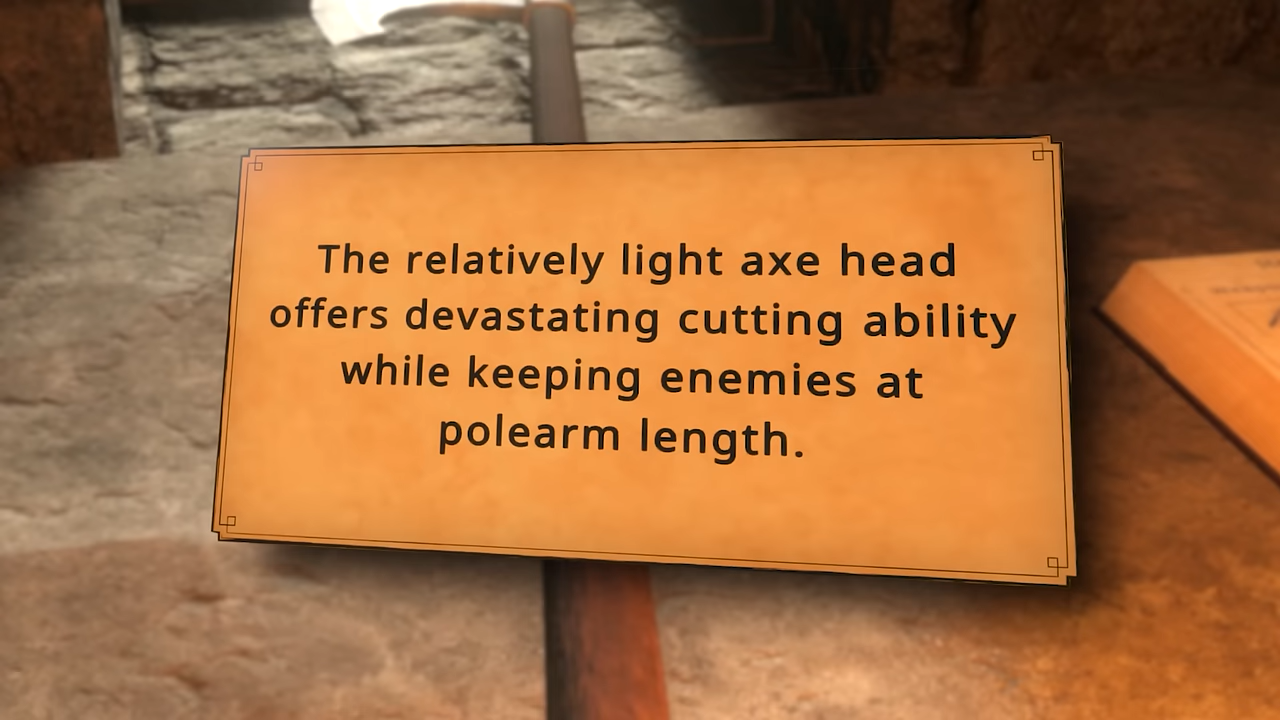 The relatively light axe head
offers devastating cutting ability
while keeping enemies at
polearm length.